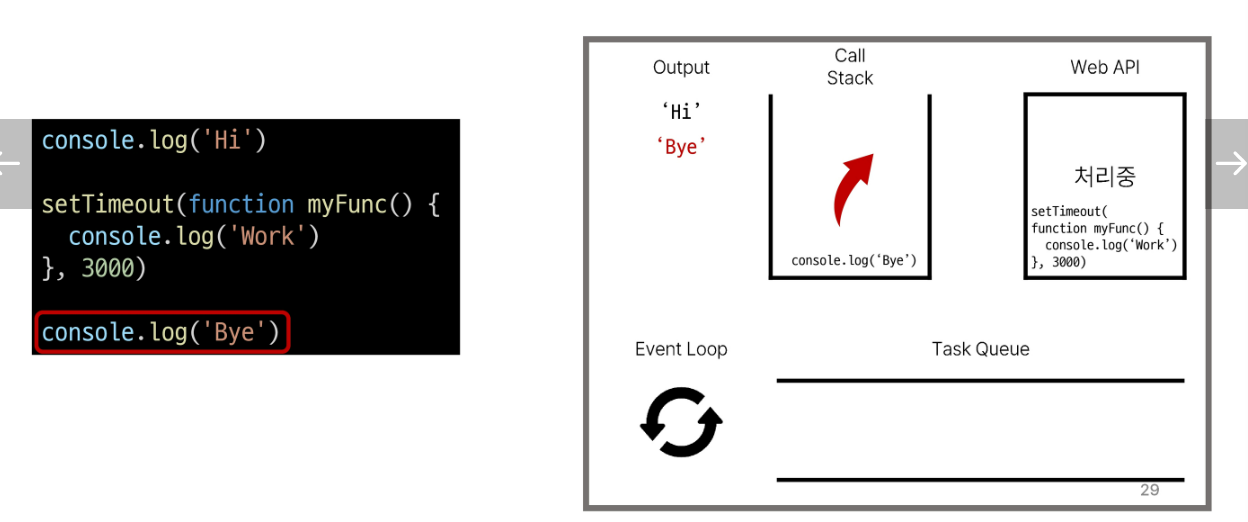 console.log('Hi')
setTimeout(function myFunc() {
  console.log('Work')
}, 3000)
console.log('Bye')
Output
‘Hi’
‘Bye’
Call
Stack
console.log(‘Bye’)
Web API
처리중
setTimeout(
function myFunc() {
  console.log(‘Work’)
}, 3000)
Event Loop
Task Queue
29